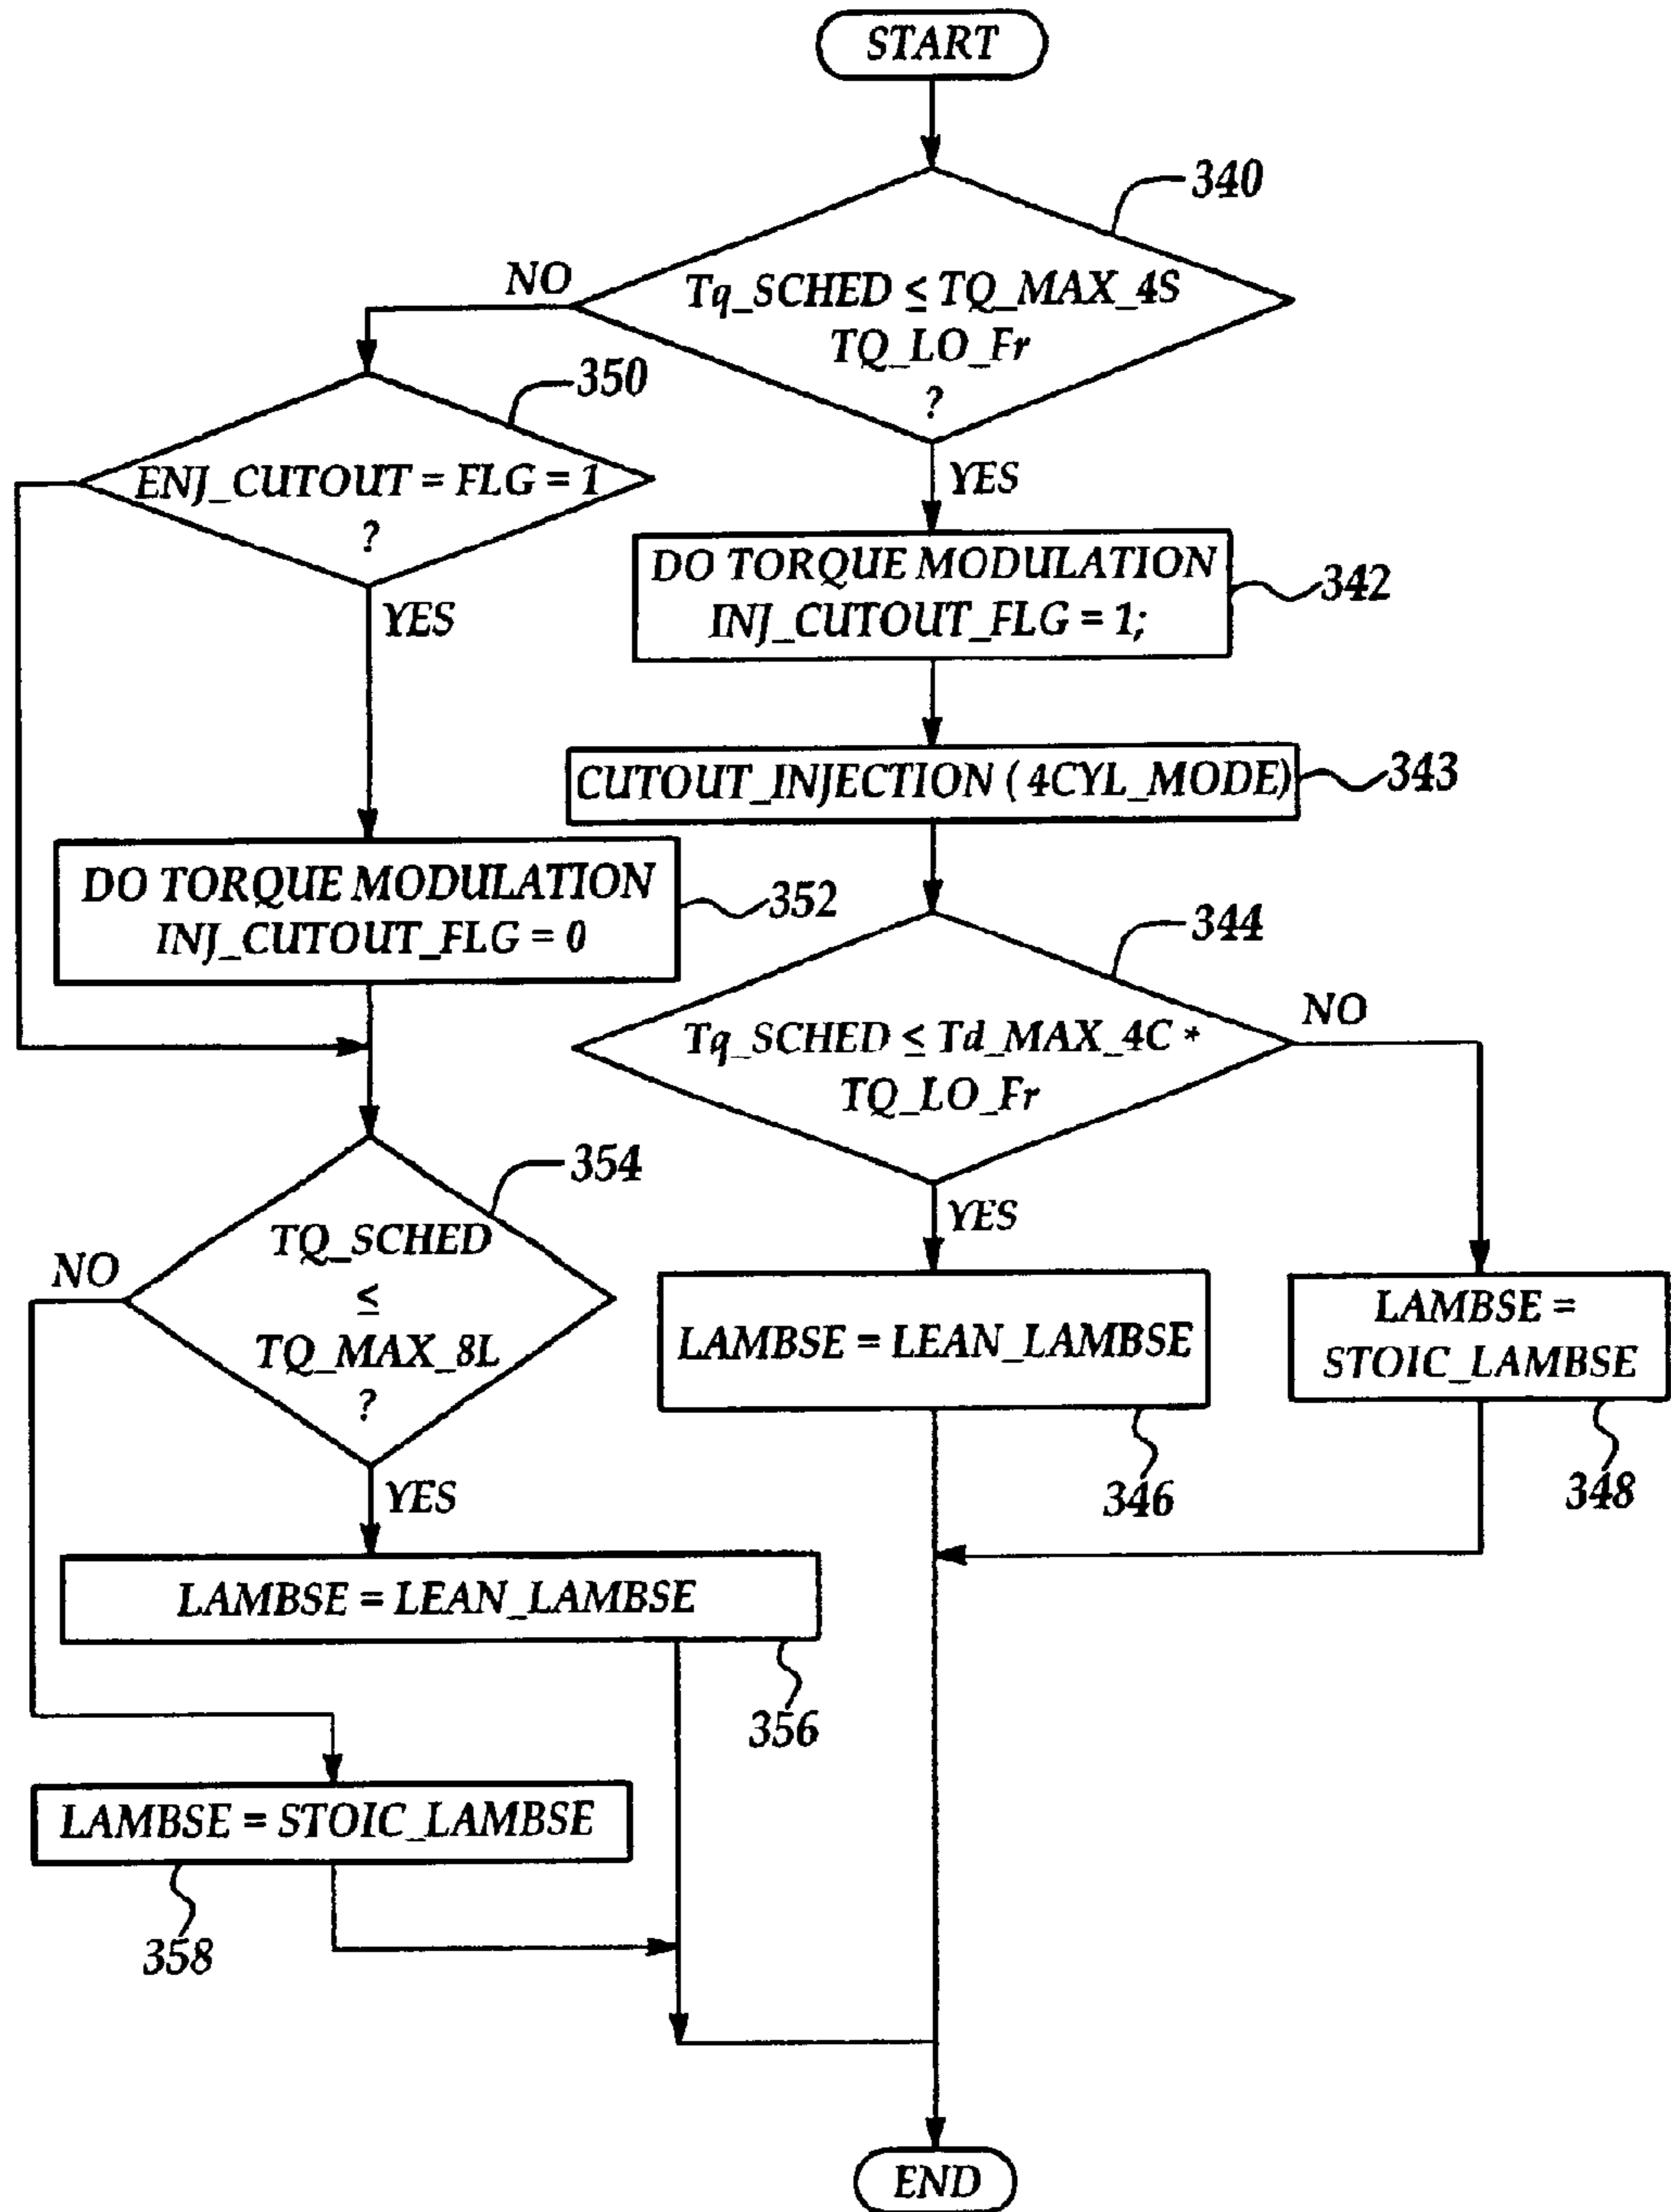 START
340
NO
Tq_SCHED ≤ TQ_MAX_4S
TQ_LO_Fr
?
350
ENJ_CUTOUT = FLG = 1
?
YES
YES
DO TORQUE MODULATION
INJ_CUTOUT_FLG = 1;
342
CUTOUT_INJECTION ( 4CYL_MODE)
343
DO TORQUE MODULATION
INJ_CUTOUT_FLG = 0
352
344
Tq_SCHED ≤ Td_MAX_4C *
TQ_LO_Fr
NO
354
TQ_SCHED
≤
TQ_MAX_8L
?
NO
YES
YES
LAMBSE = LEAN_LAMBSE
346
LAMBSE =
STOIC_LAMBSE
348
LAMBSE = LEAN_LAMBSE
356
LAMBSE = STOIC_LAMBSE
358
END